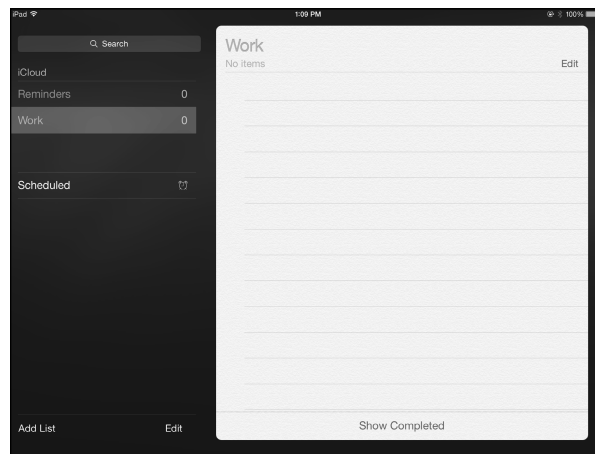 iPad 1:09 PM 100%
Search
iCloud
Reminders 0
Work 0
Scheduled
Add List Edit
Work
No items Edit
Show Completed